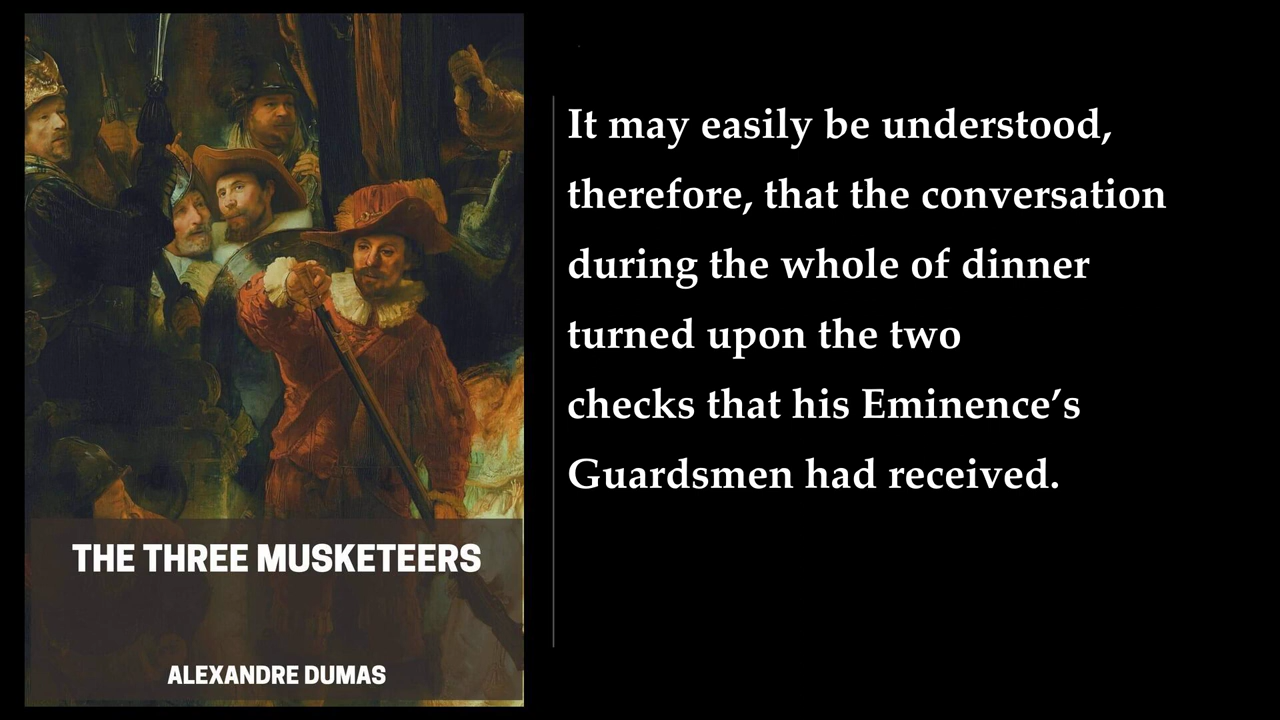 THE THREE MUSKETEERS
ALEXANDRE DUMAS
It may easily be understood,
therefore, that the conversation
during the whole of dinner
turned upon the two
checks that his Eminence’s
Guardsmen had received.